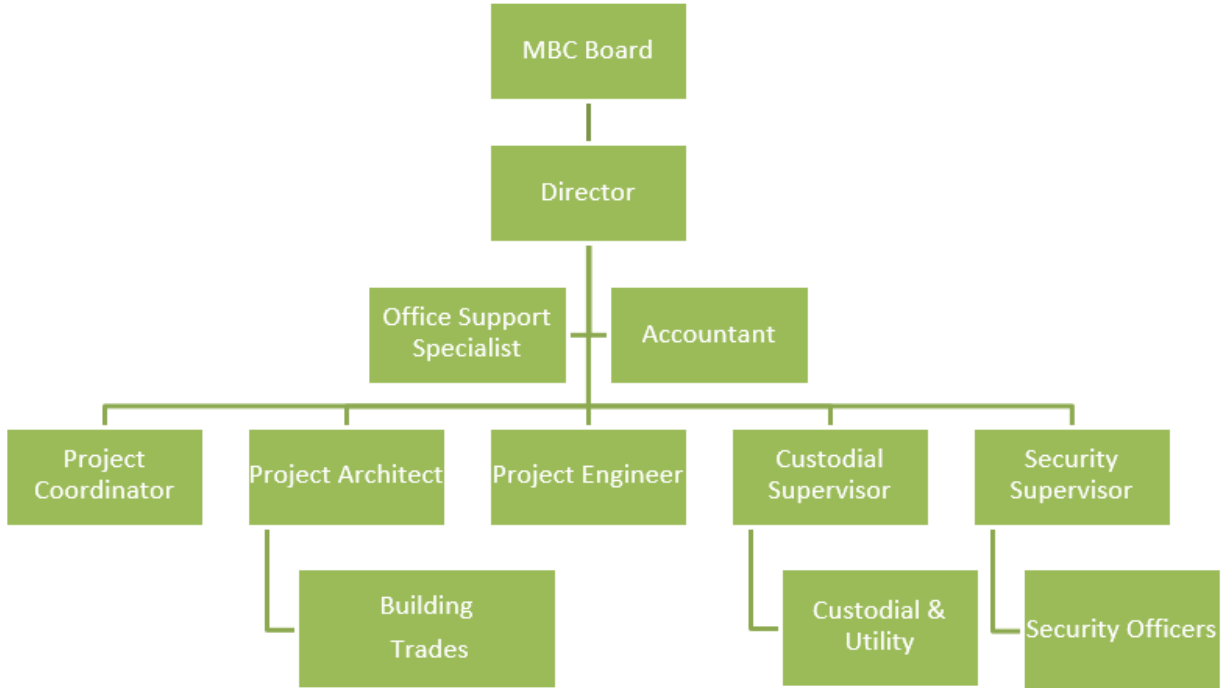 MBC Board
Director
Office Support
Specialist
Accountant
Project
Coordinator
Project Architect
Project Engineer
Custodial
Supervisor
Security
Supervisor
Building
Trades
Custodial &
Utility
Security Officers